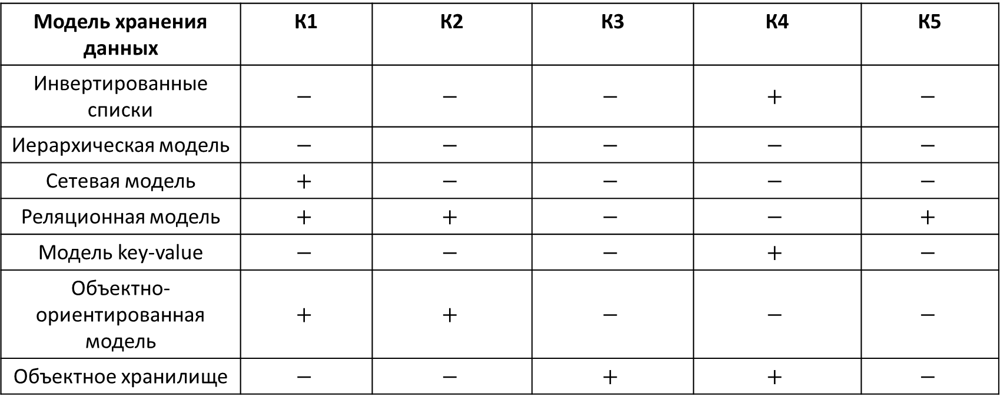 Модель хранения данных К1 К2 К3 К4 К5
Инвертированные списки – – – + –
Иерархическая модель – – – – –
Сетевая модель + – – – –
Реляционная модель + + – – +
Модель key-value – – – + –
Объектно-ориентированная модель + + – – –
Объектное хранилище – – + + –